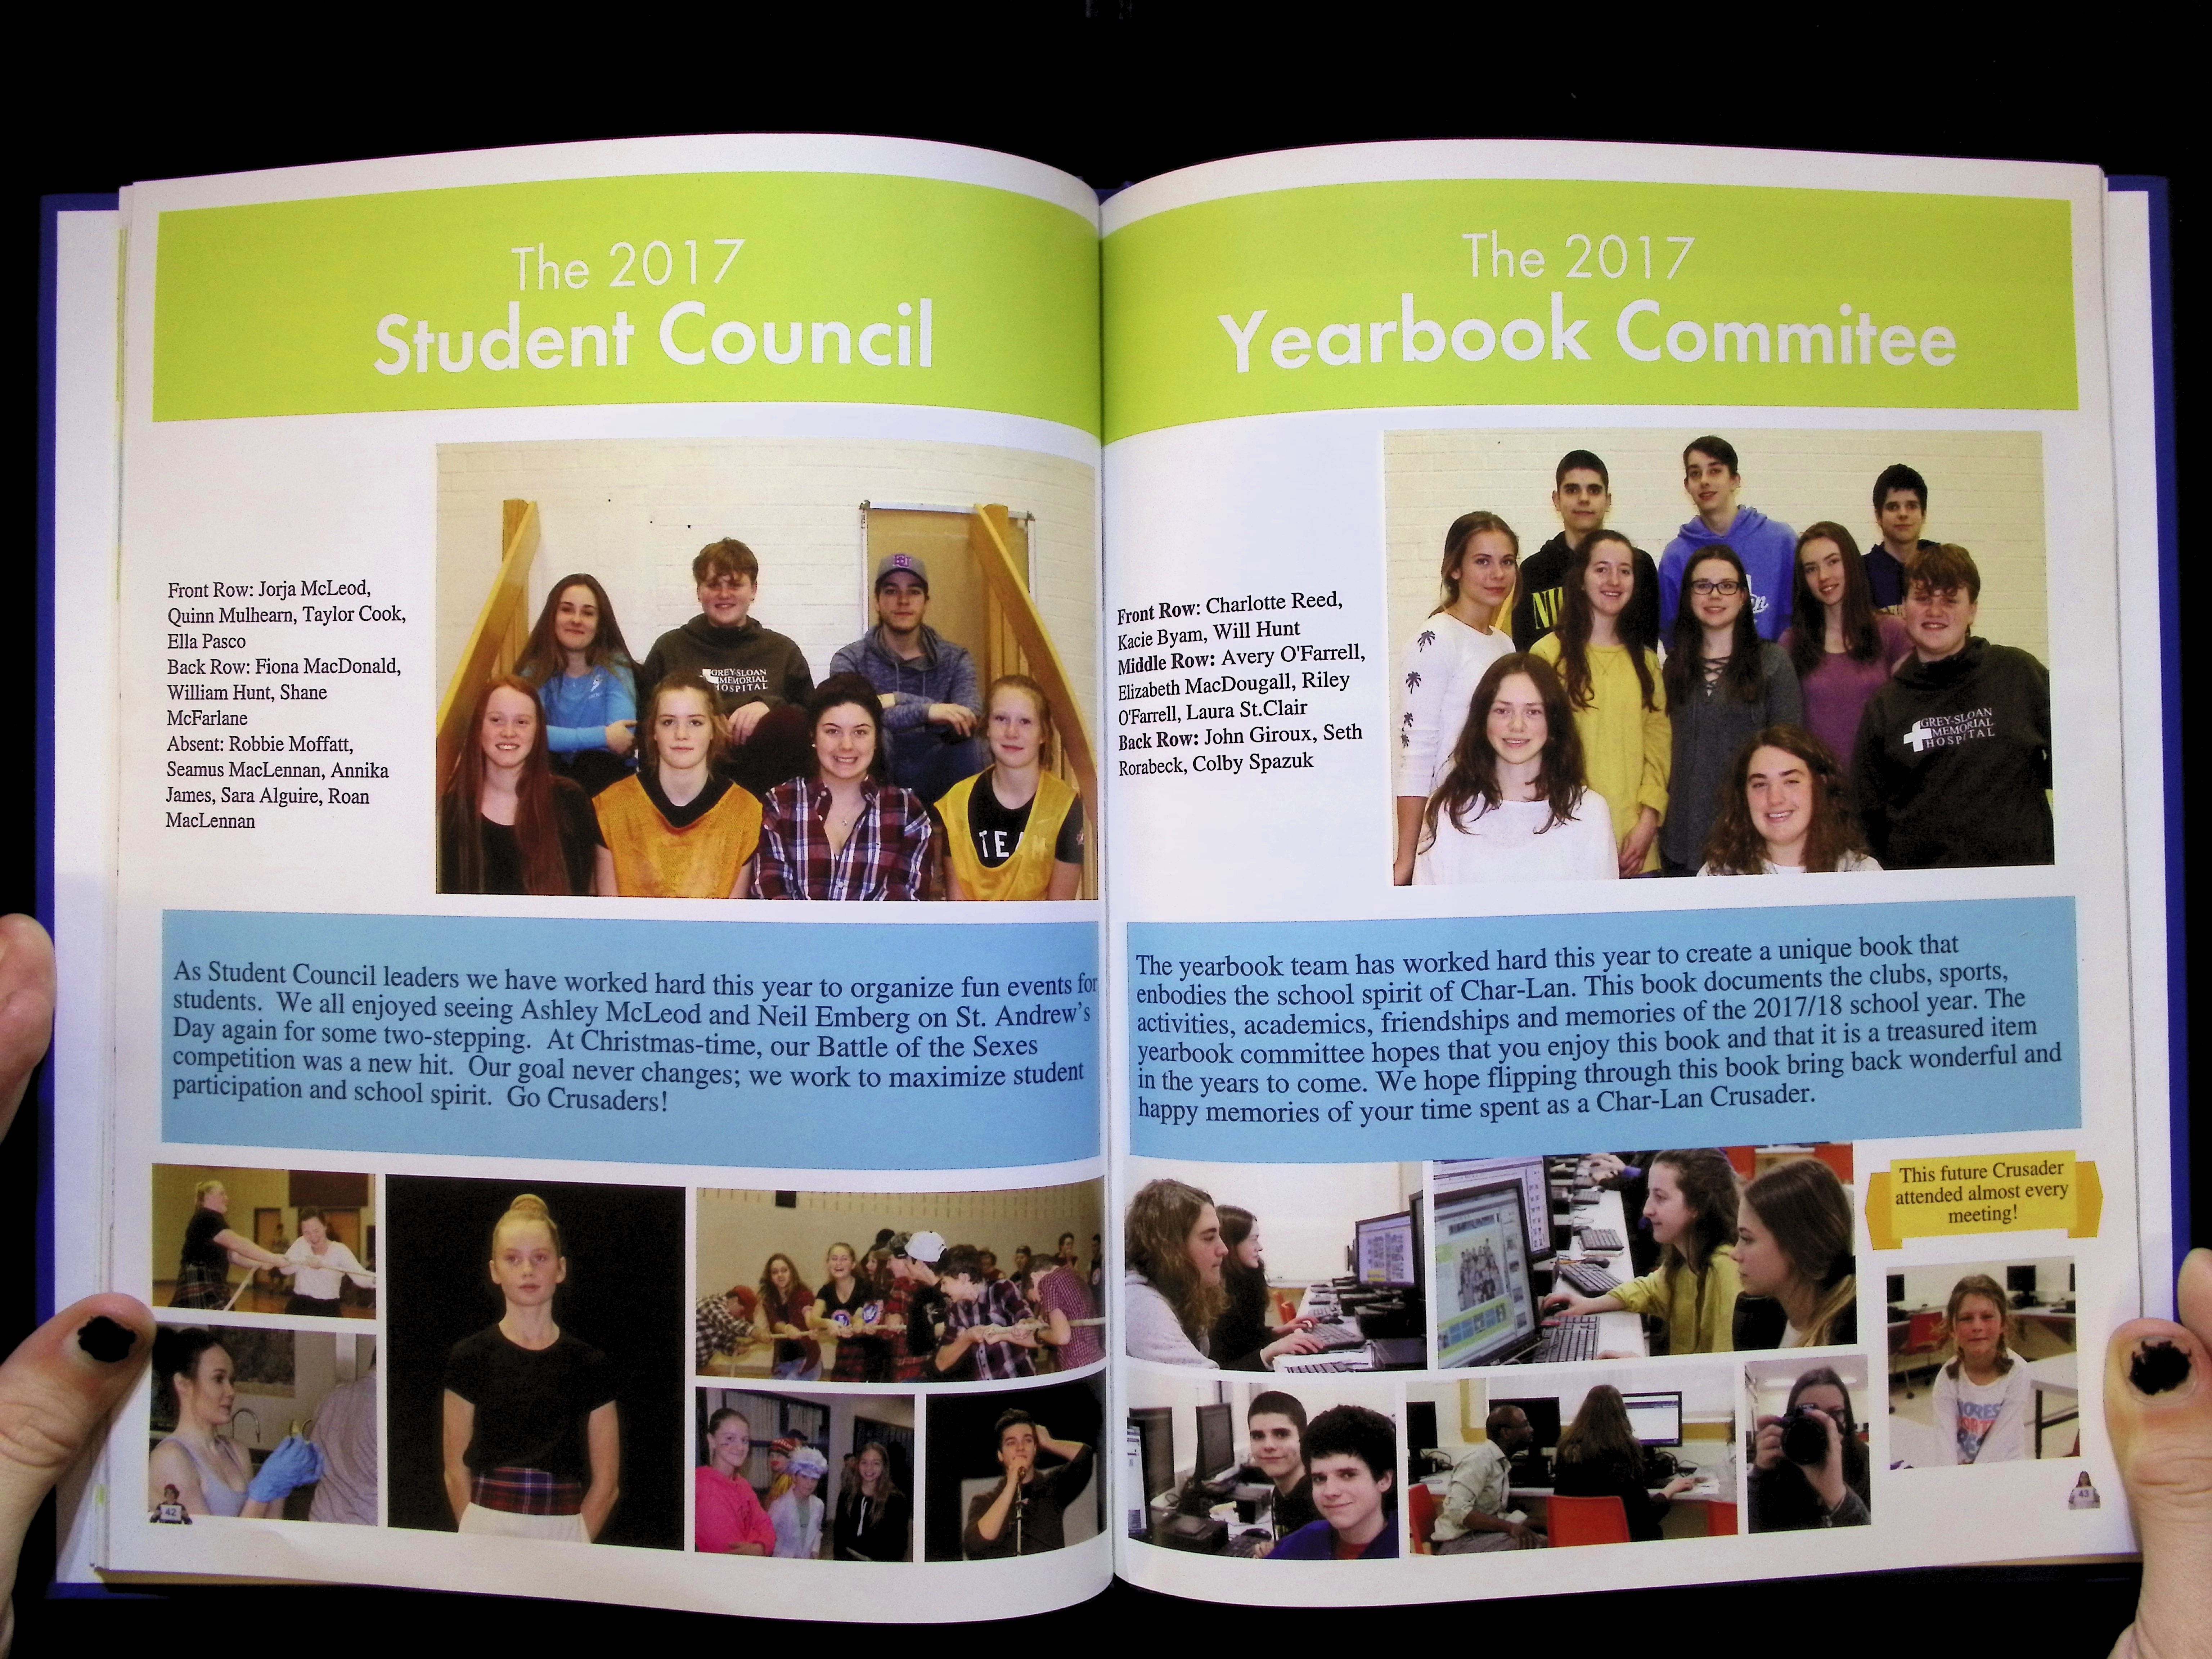 The 2017
Student Council
Front Row: Jorja McLeod,
Quinn Mulhearn, Taylor Cook,
Ella Pasco
Back Row: Fiona MacDonald,
William Hunt, Shane
McFarlane
Absent: Robbie Moffatt,
Seamus MacLennan, Annika
James, Sara Alguire, Roan
MacLennan
GREY-SLOAN
MEMORIAL
HOSPITAL
TEAM
As Student Council leaders we have worked hard this year to organize fun events for
students.  We all enjoyed seeing Ashley McLeod and Neil Emberg on St. Andrew's
Day again for some two-stepping.  At Christmas-time, our Battle of the Sexes
competition was a new hit.  Our goal never changes; we work to maximize student
participation and school spirit.  Go Crusaders!
42
The 2017
Yearbook Commitee
Front Row: Charlotte Reed,
Kacie Byam, Will Hunt
Middle Row: Avery O'Farrell,
Elizabeth MacDougall, Riley
O'Farrell, Laura St.Clair
Back Row: John Giroux, Seth
Rorabeck, Colby Spazuk
GREY-SLOAN
MEMORIAL
HOSPITAL
The yearbook team has worked hard this year to create a unique book that
enbodies the school spirit of Char-Lan. This book documents the clubs, sports,
activities, academics, friendships and memories of the 2017/18 school year. The
yearbook committee hopes that you enjoy this book and that it is a treasured item
in the years to come. We hope flipping through this book bring back wonderful and
happy memories of your time spent as a Char-Lan Crusader.
This future Crusader
attended almost every
meeting!
43